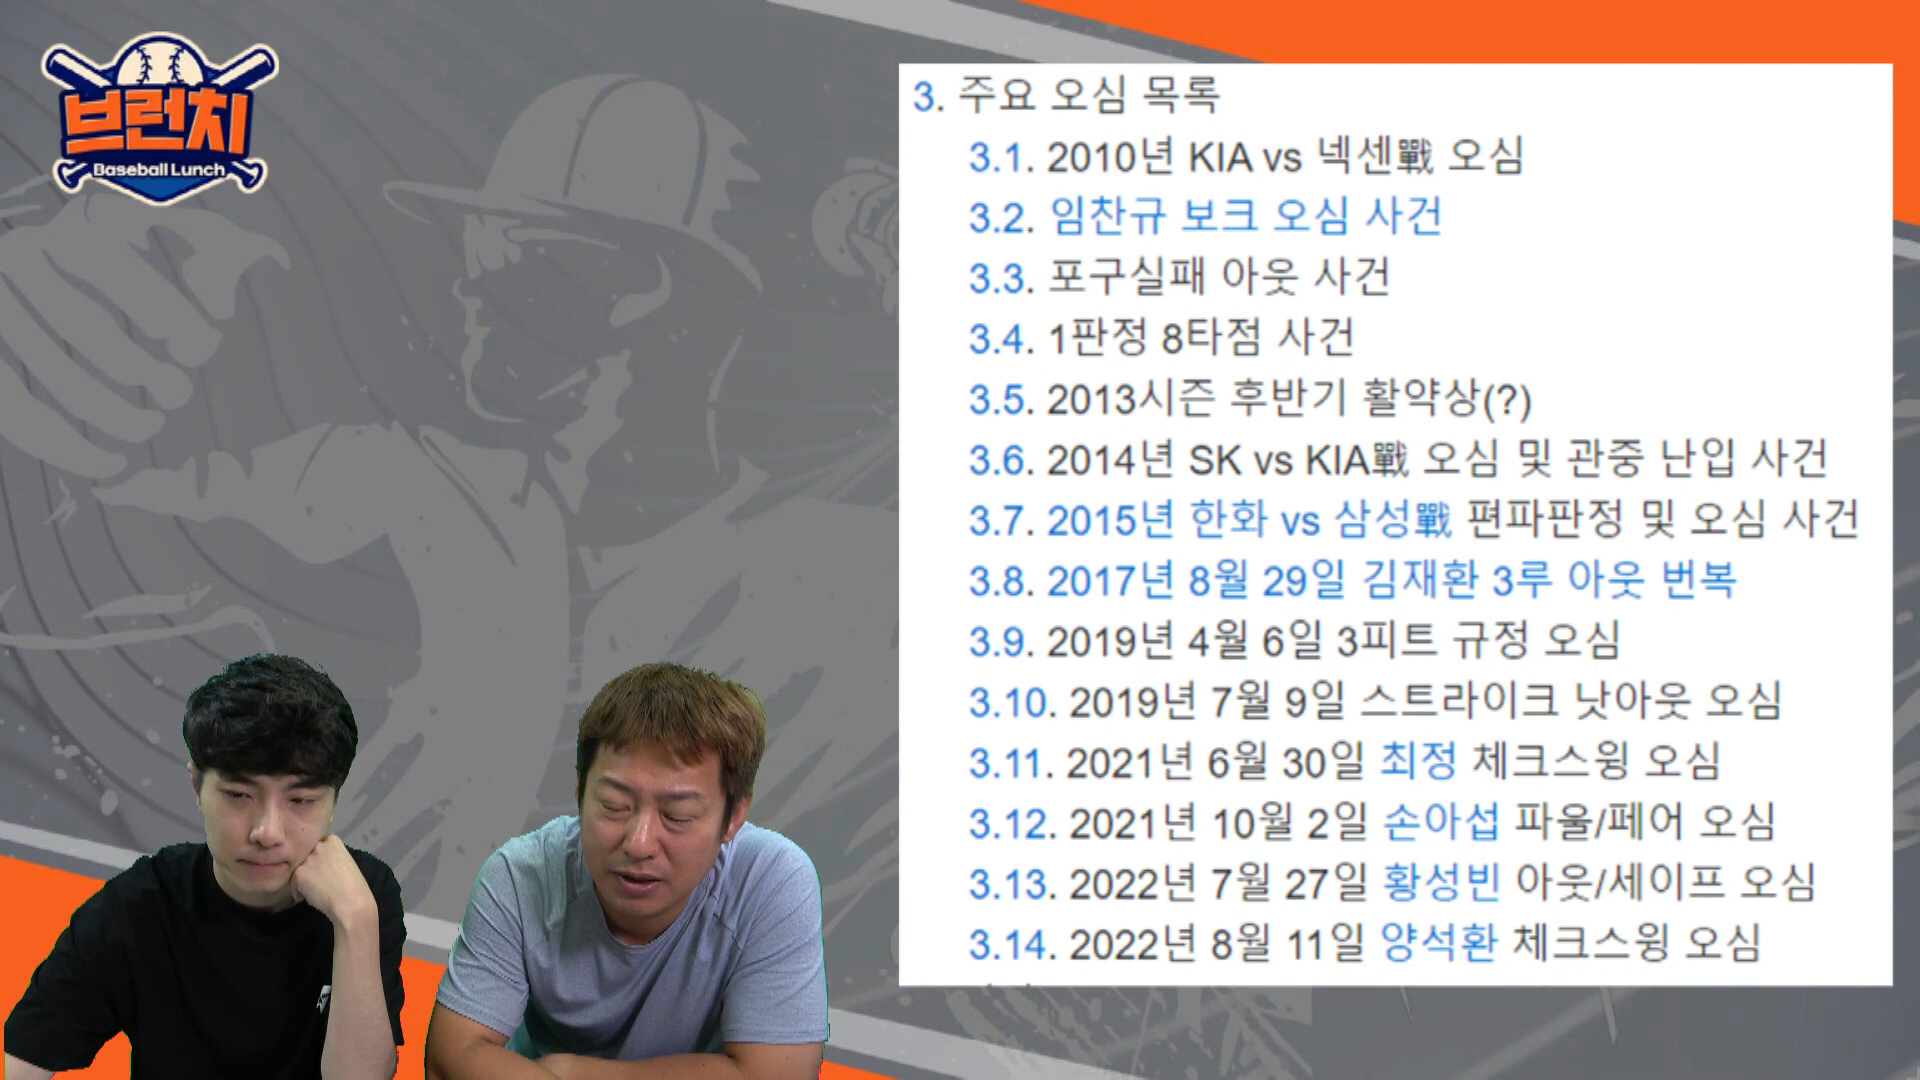 브런치
Baseball Lunch
3. 주요 오심 목록
3.1. 2010년 KIA vs 넥센戰 오심
3.2. 임찬규 보크 오심 사건
3.3. 포구실패 아웃 사건
3.4. 1판정 8타점 사건
3.5. 2013시즌 후반기 활약상(?)
3.6. 2014년 SK vs KIA戰 오심 및 관중 난입 사건
3.7. 2015년 한화 vs 삼성戰 편파판정 및 오심 사건
3.8. 2017년 8월 29일 김재환 3루 아웃 번복
3.9. 2019년 4월 6일 3피트 규정 오심
3.10. 2019년 7월 9일 스트라이크 낫아웃 오심
3.11. 2021년 6월 30일 최정 체크스윙 오심
3.12. 2021년 10월 2일 손아섭 파울/페어 오심
3.13. 2022년 7월 27일 황성빈 아웃/세이프 오심
3.14. 2022년 8월 11일 양석환 체크스윙 오심